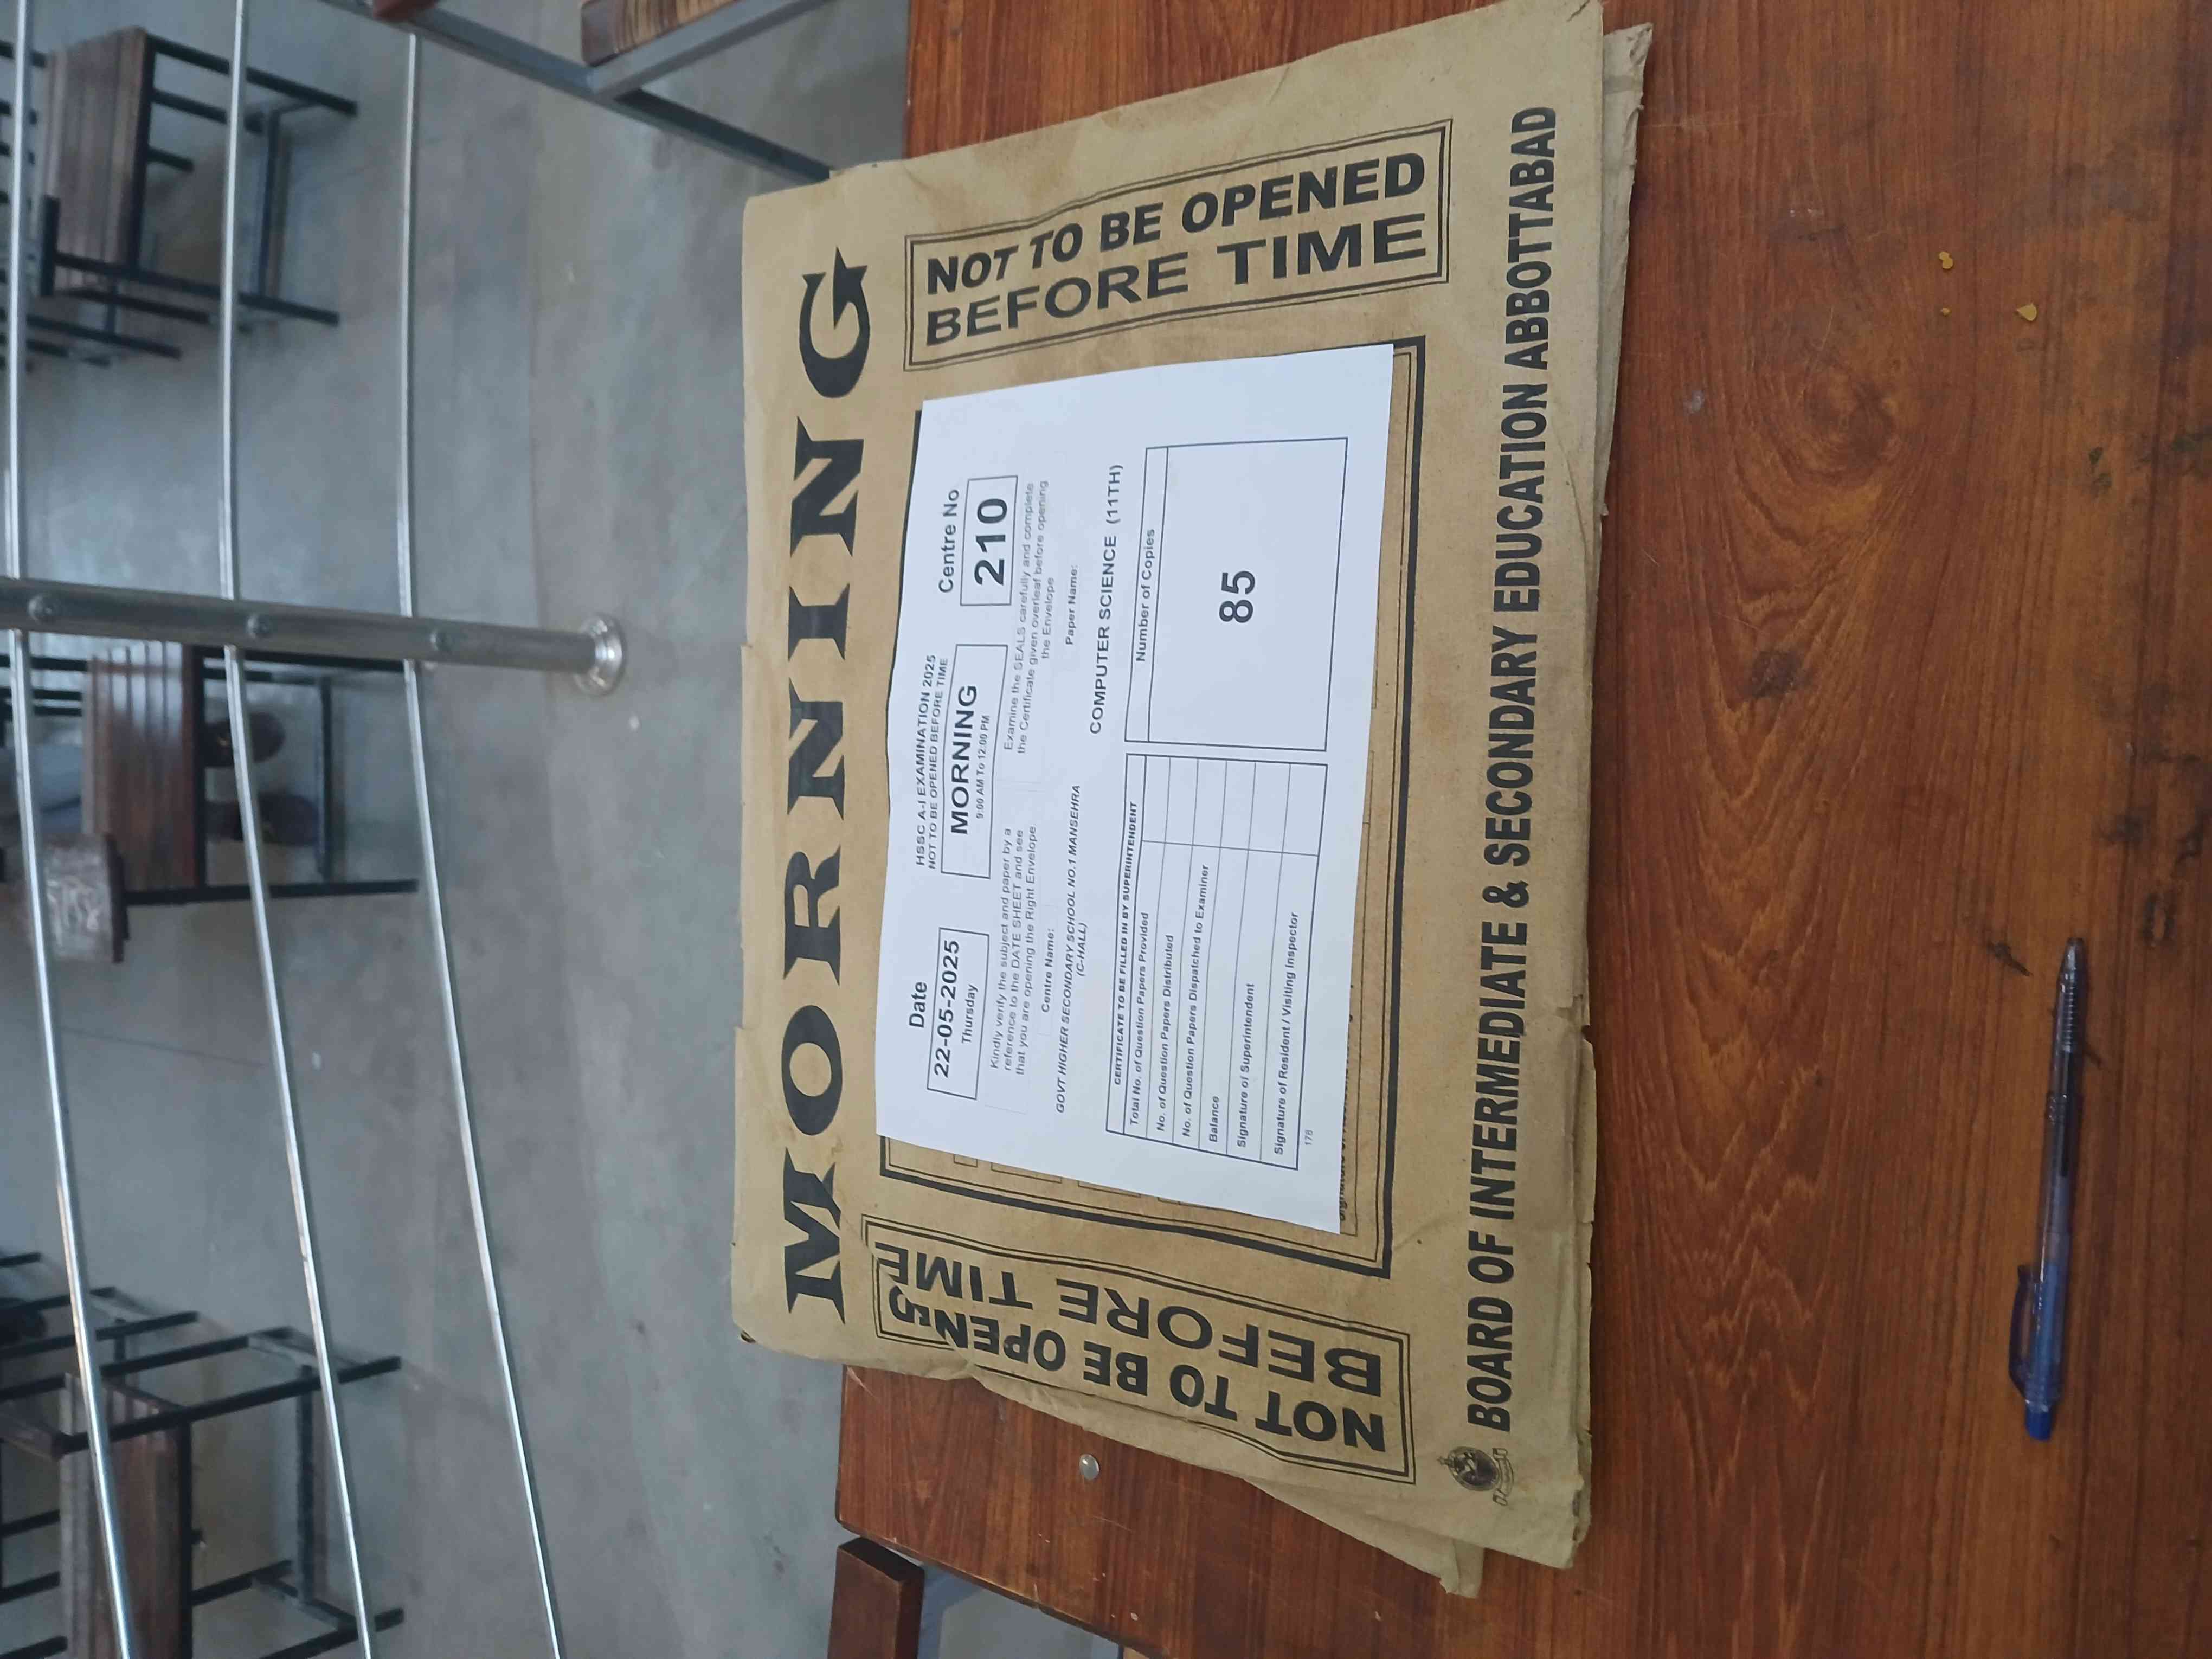 MORNING
NOT TO BE OPENED
BEFORE TIME
NOT TO BE OPENE
BEFORE TIME
HSSC A-I EXAMINATION 2025
NOT TO BE OPENED BEFORE TIME
Date
22-05-2025
Thursday
MORNING
9:00 AM To 12:00 PM
Centre No
210
Kindly verify the subject and paper by a
reference to the DATE SHEET and see
that you are opening the Right Envelope
Examine the SEALS carefully and complete
the Certificate given overleaf before opening
the Envelope
Centre Name:
GOVT HIGHER SECONDARY SCHOOL NO.1 MANSEHRA
(C-HALL)
Paper Name:
COMPUTER SCIENCE (11TH)
CERTIFICATE TO BE FILLED IN BY SUPERINTENDENT
Total No. of Question Papers Provided
No. of Question Papers Distributed
No. of Question Papers Dispatched to Examiner
Balance
Signature of Superintendent
Signature of Resident / Visiting Inspector
Number of Copies
85
178
BOARD OF INTERMEDIATE & SECONDARY EDUCATION ABBOTTABAD